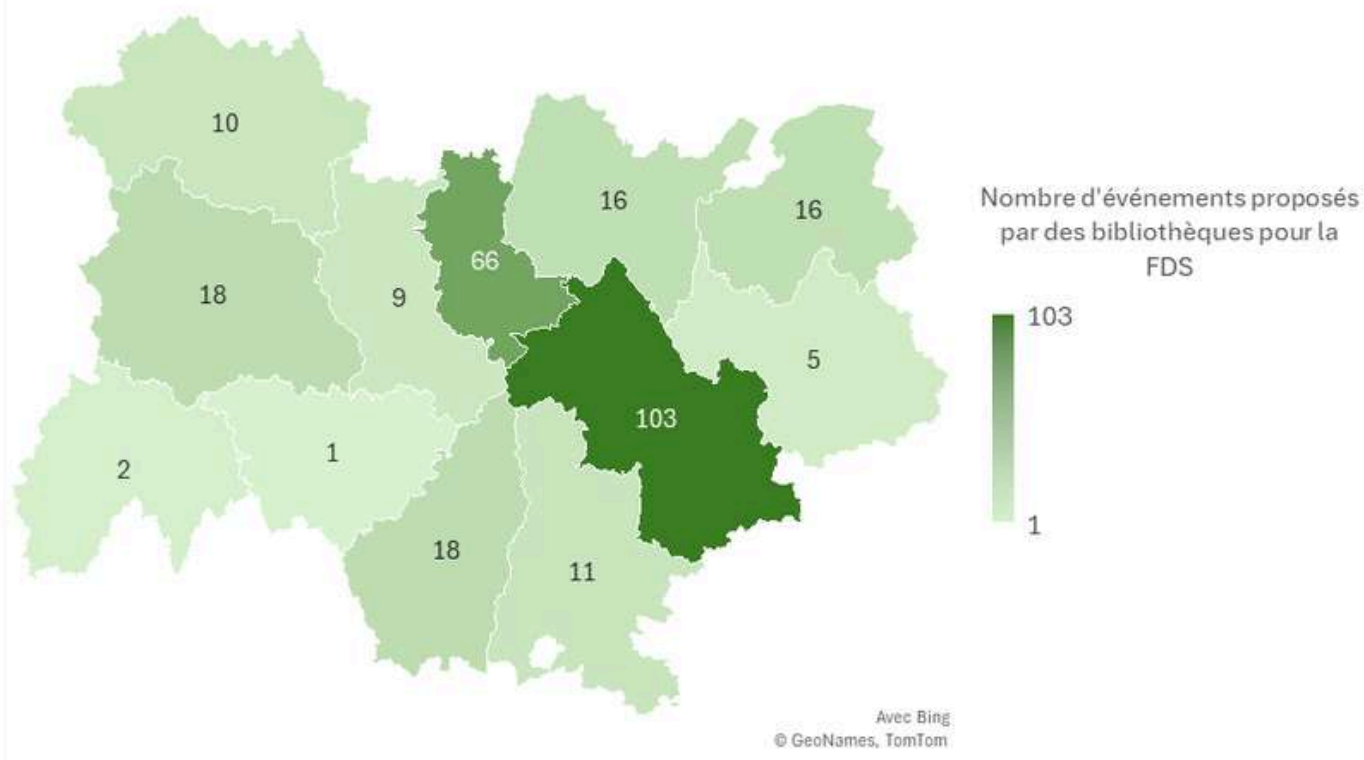 10
16
16
Nombre d'événements proposés
par des bibliothèques pour la
FDS
66
18
9
103
5
103
2
1
1
18
11
Avec Bing
© GeoNames, TomTom